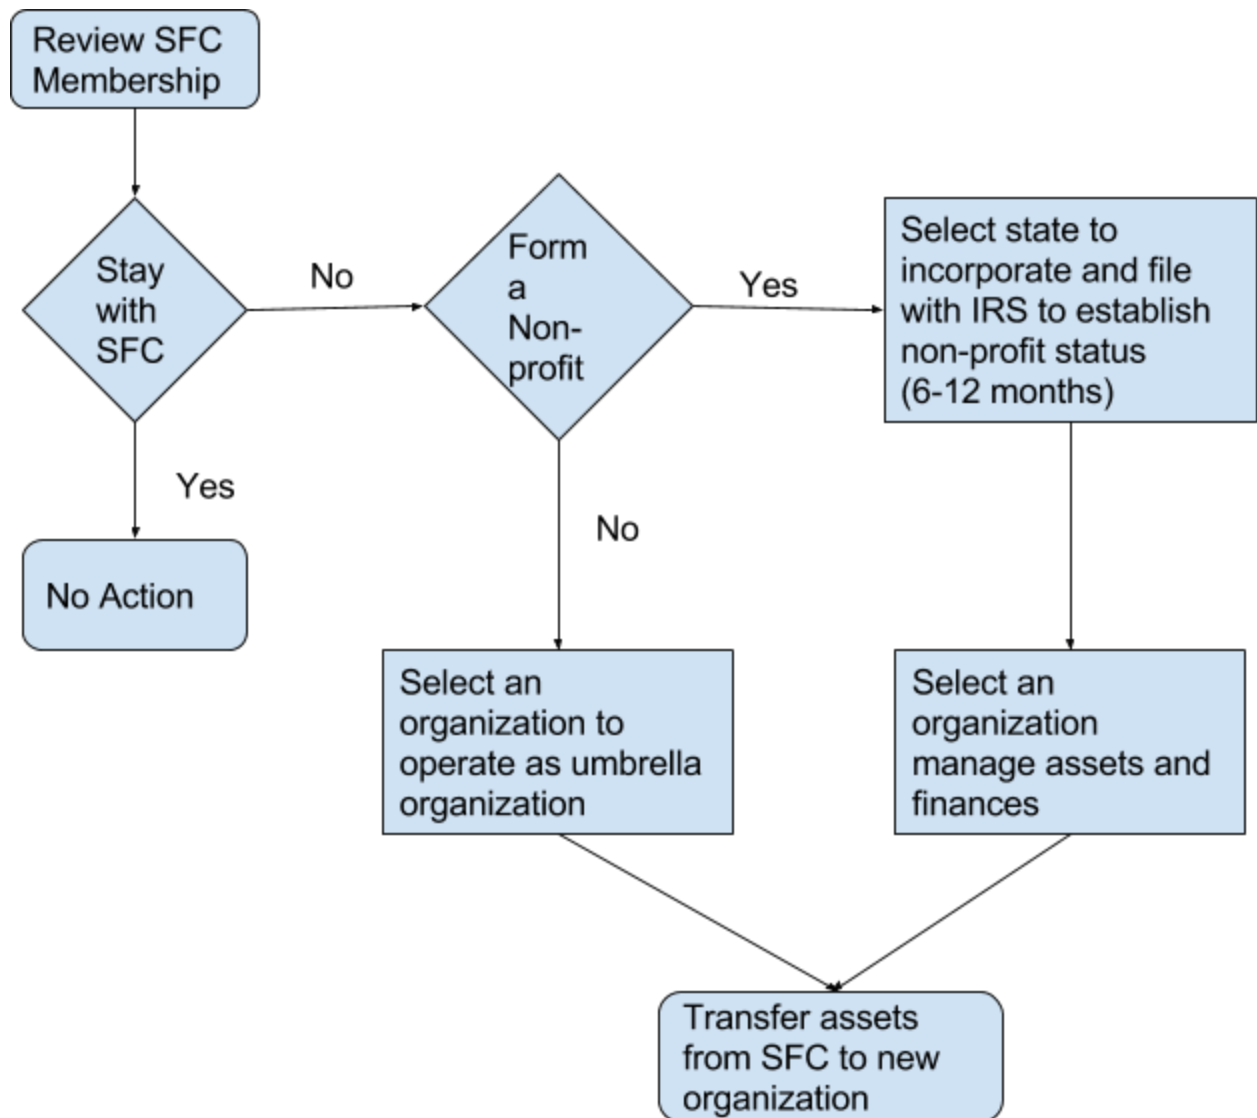 Review SFC
Membership
Stay
with
SFC
No
Form
a
Non-
profit
Yes
Select state to
incorporate and file
with IRS to establish
non-profit status
(6-12 months)
Yes
No Action
No
Select an
organization to
operate as umbrella
organization
Select an
organization
manage assets and
finances
Transfer assets
from SFC to new
organization